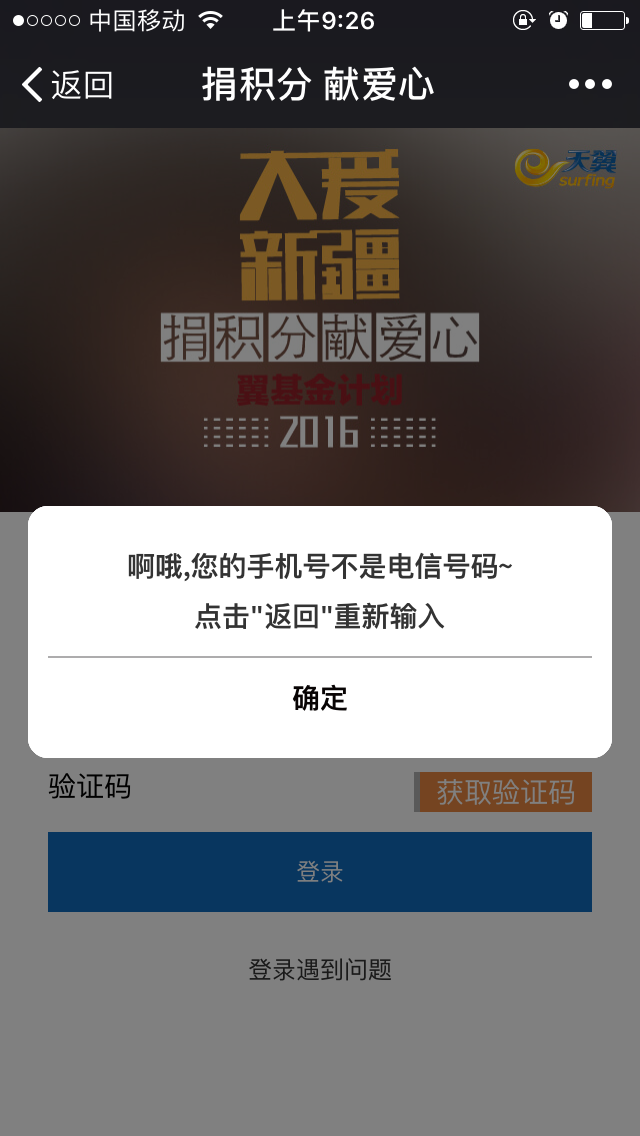 中国移动 上午9:26
返回 捐积分 献爱心
天翼
surfing
大爱
新疆
捐积分献爱心
翼基金计划
2016
啊哦,您的手机号不是电信号码~
点击"返回"重新输入
确定
验证码 获取验证码
登录
登录遇到问题